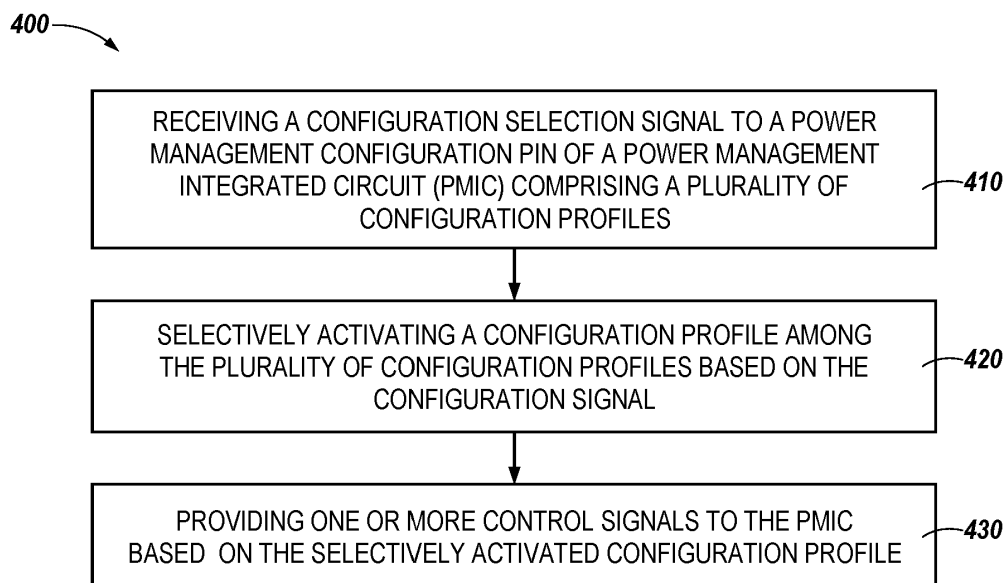 400
RECEIVING A CONFIGURATION SELECTION SIGNAL TO A POWER
MANAGEMENT CONFIGURATION PIN OF A POWER MANAGEMENT
INTEGRATED CIRCUIT (PMIC) COMPRISING A PLURALITY OF
CONFIGURATION PROFILES
410
SELECTIVELY ACTIVATING A CONFIGURATION PROFILE AMONG
THE PLURALITY OF CONFIGURATION PROFILES BASED ON THE
CONFIGURATION SIGNAL
420
PROVIDING ONE OR MORE CONTROL SIGNALS TO THE PMIC
BASED ON THE SELECTIVELY ACTIVATED CONFIGURATION PROFILE
430